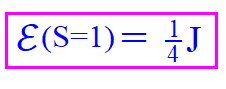 ℰ(S=1) = 1/4 J